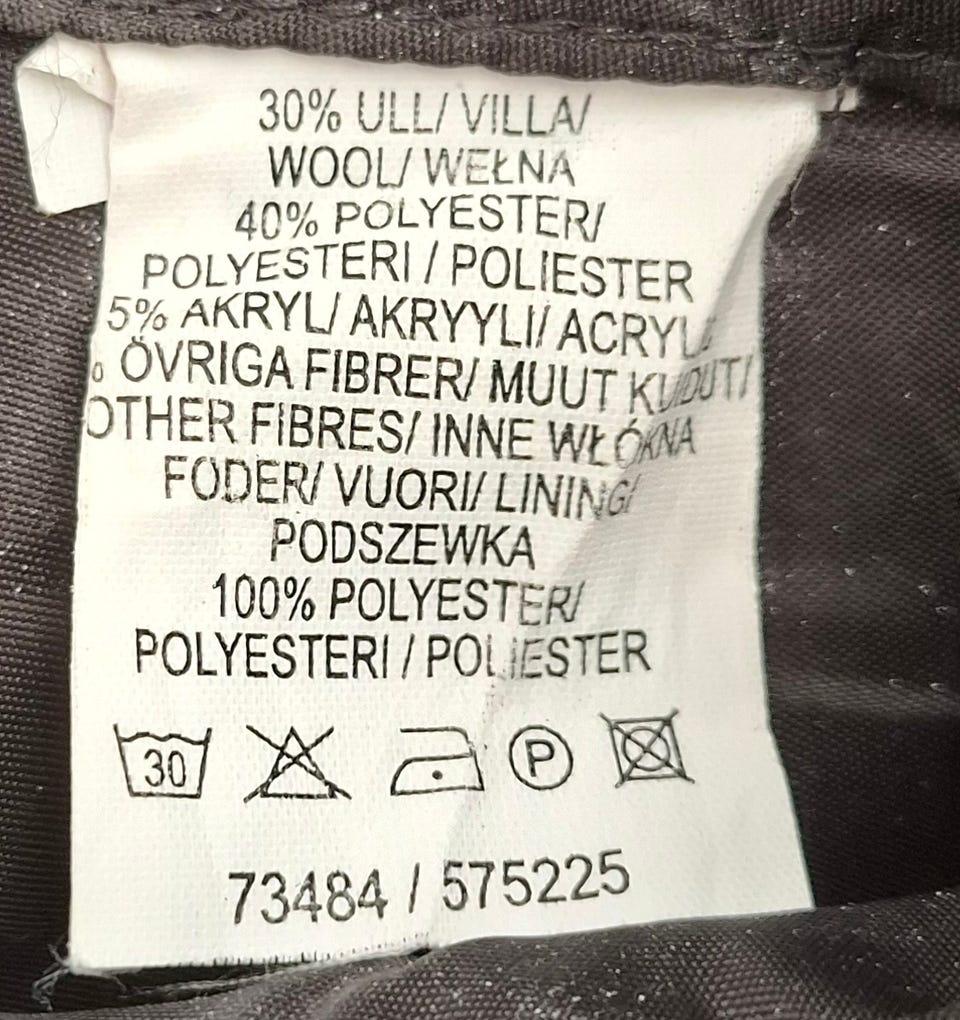 30% ULL/ VILLA/
WOOL/ WEŁNA
40% POLYESTER/
POLYESTERI / POLIESTER
5% AKRYL/ AKRYYLI/ ACRYL/
% ÖVRIGA FIBRER/ MUUT KUIDUT/
OTHER FIBRES/ INNE WŁÓKNA
FODER/ VUORI/ LINING/
PODSZEWKA
100% POLYESTER/
POLYESTERI / POLIESTER
30 P
73484 / 575225